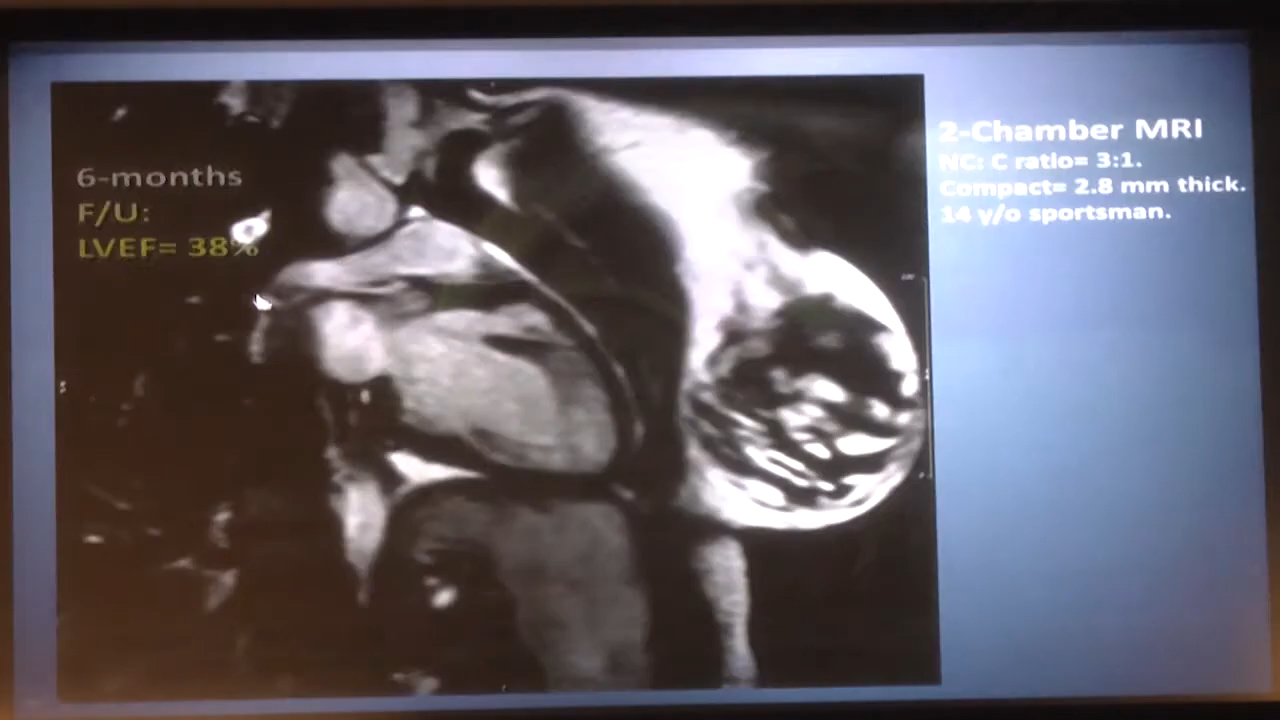 6-months
F/U:
LVEF= 38%
2-Chamber MRI
NC: C ratio= 3:1.
Compact= 2.8 mm thick.
14 y/o sportsman.